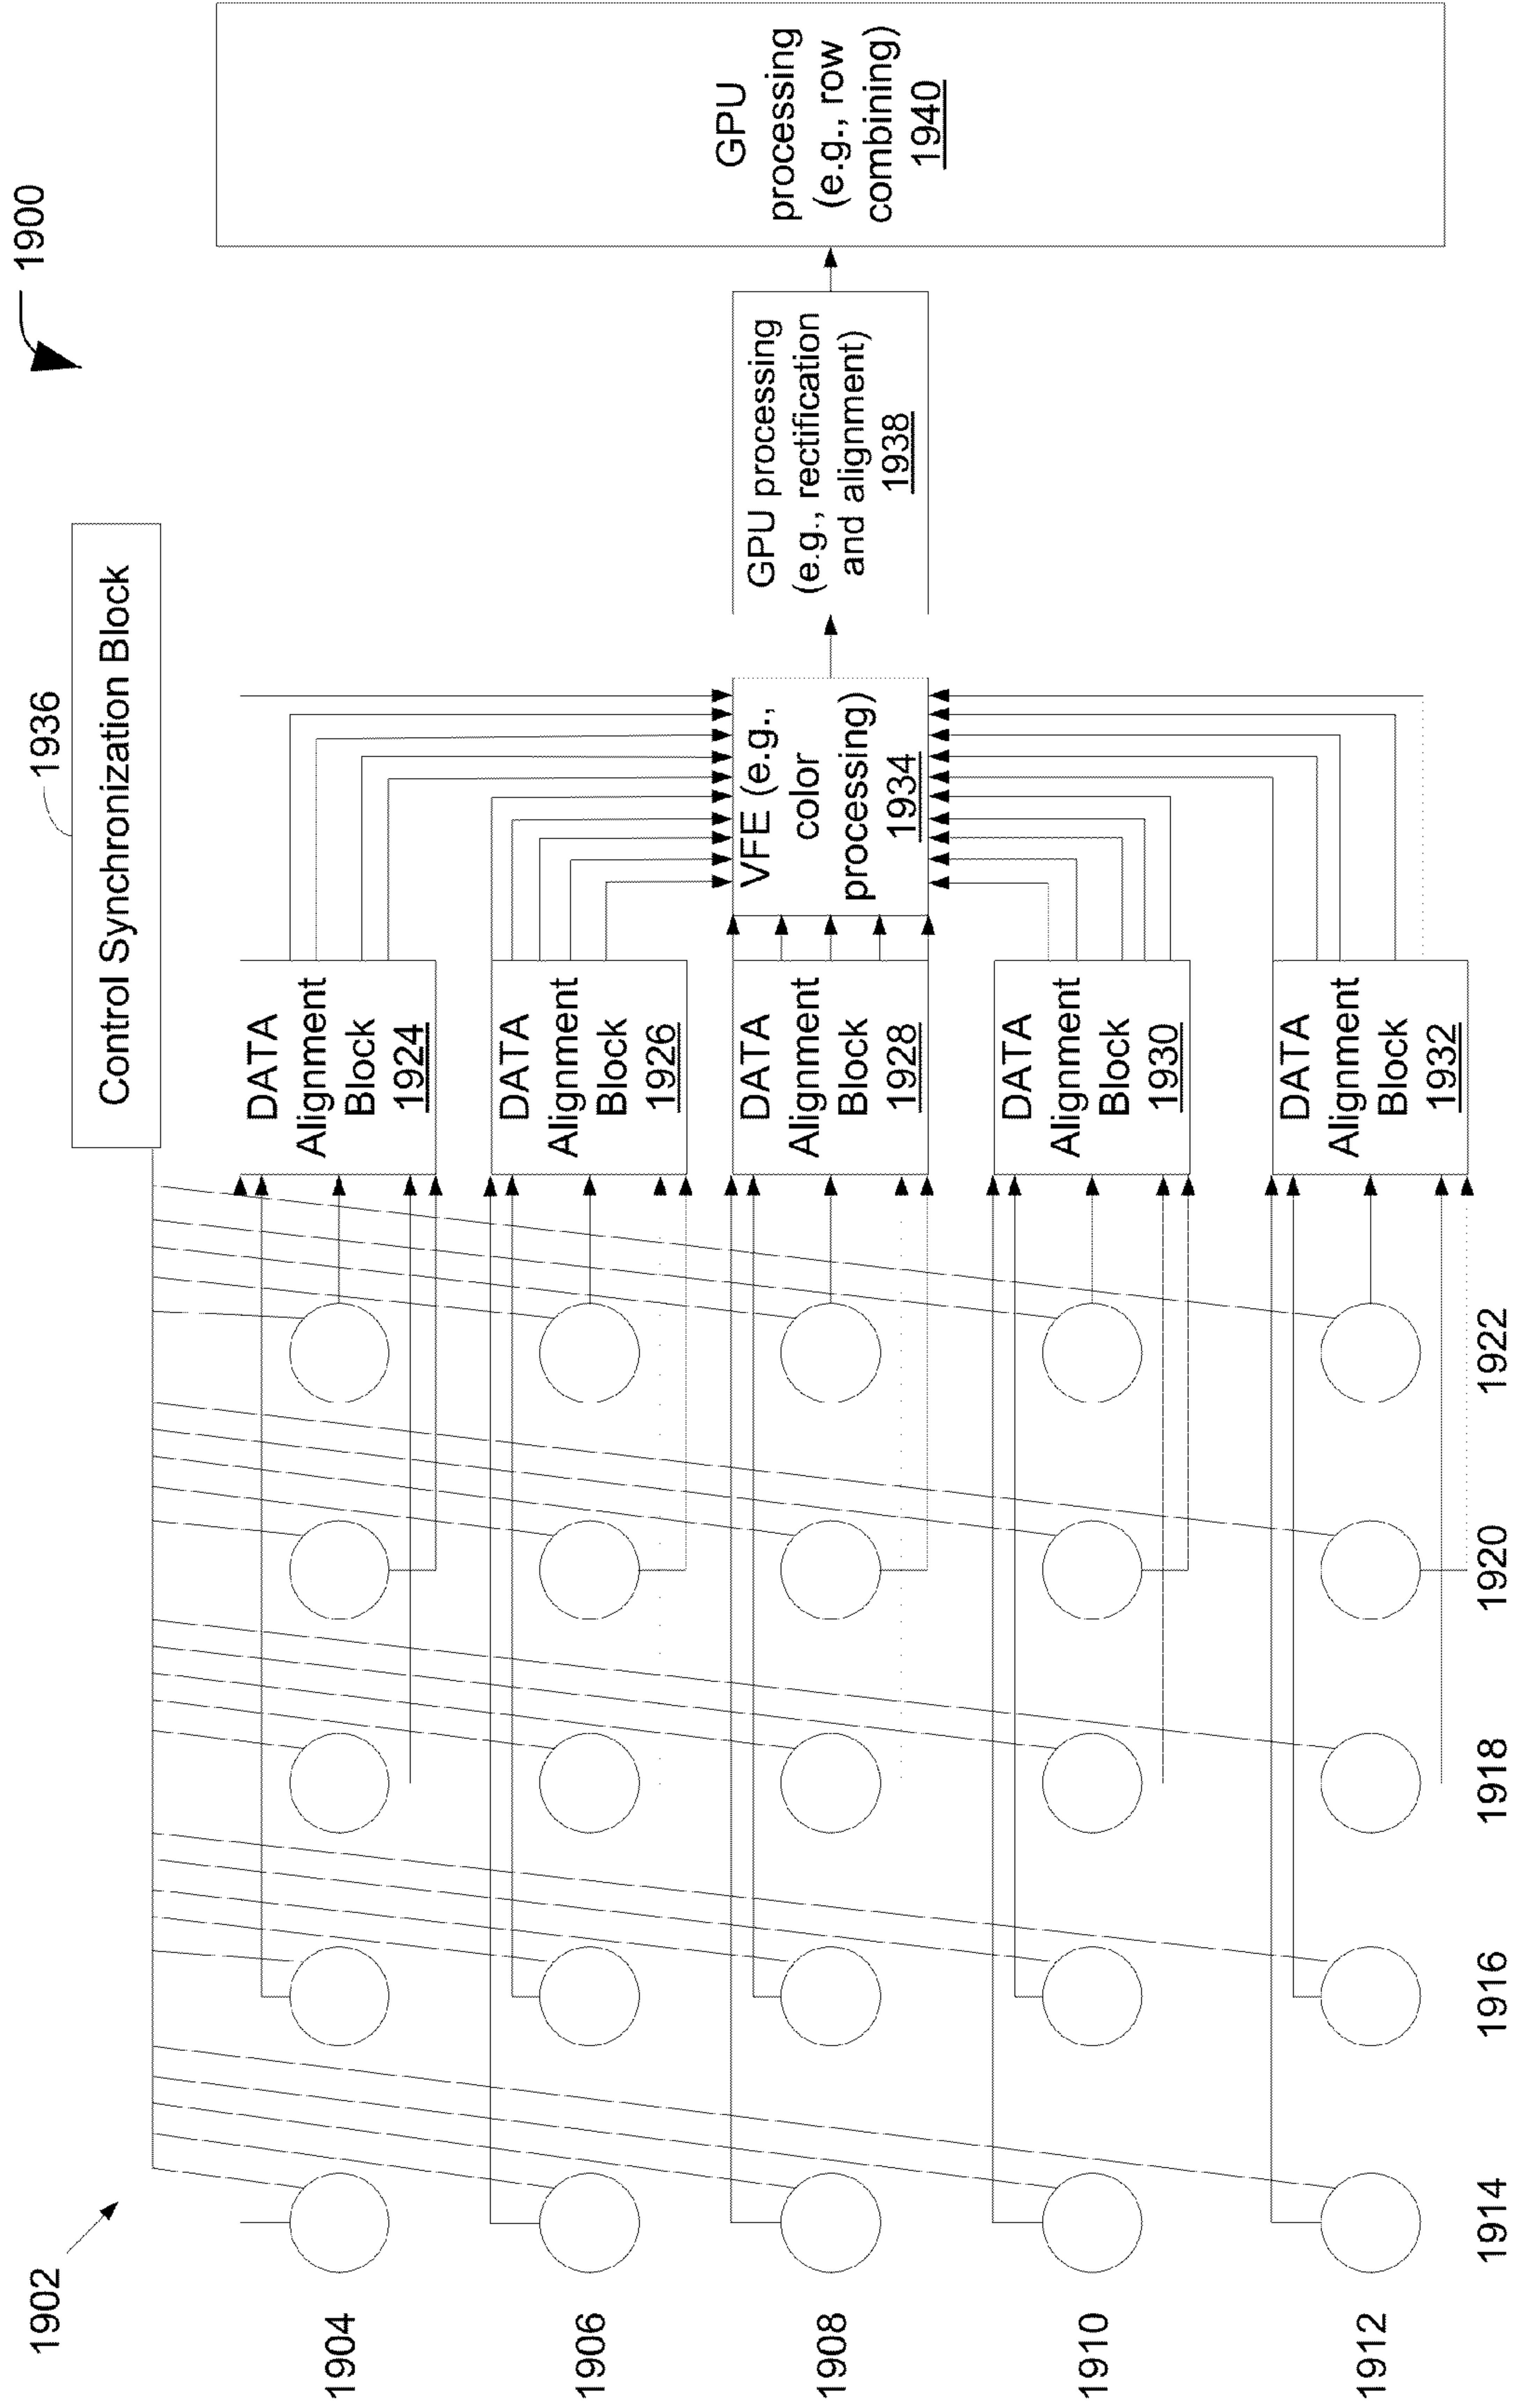 1900
1902
1936
Control Synchronization Block
1904
1906
1908
1910
1912
1914
1916
1918
1920
1922
DATA
Alignment
Block
1924
DATA
Alignment
Block
1926
DATA
Alignment
Block
1928
DATA
Alignment
Block
1930
DATA
Alignment
Block
1932
VFE (e.g.,
color
processing)
1934
GPU processing
(e.g., rectification
and alignment)
1938
GPU
processing
(e.g., row
combining)
1940